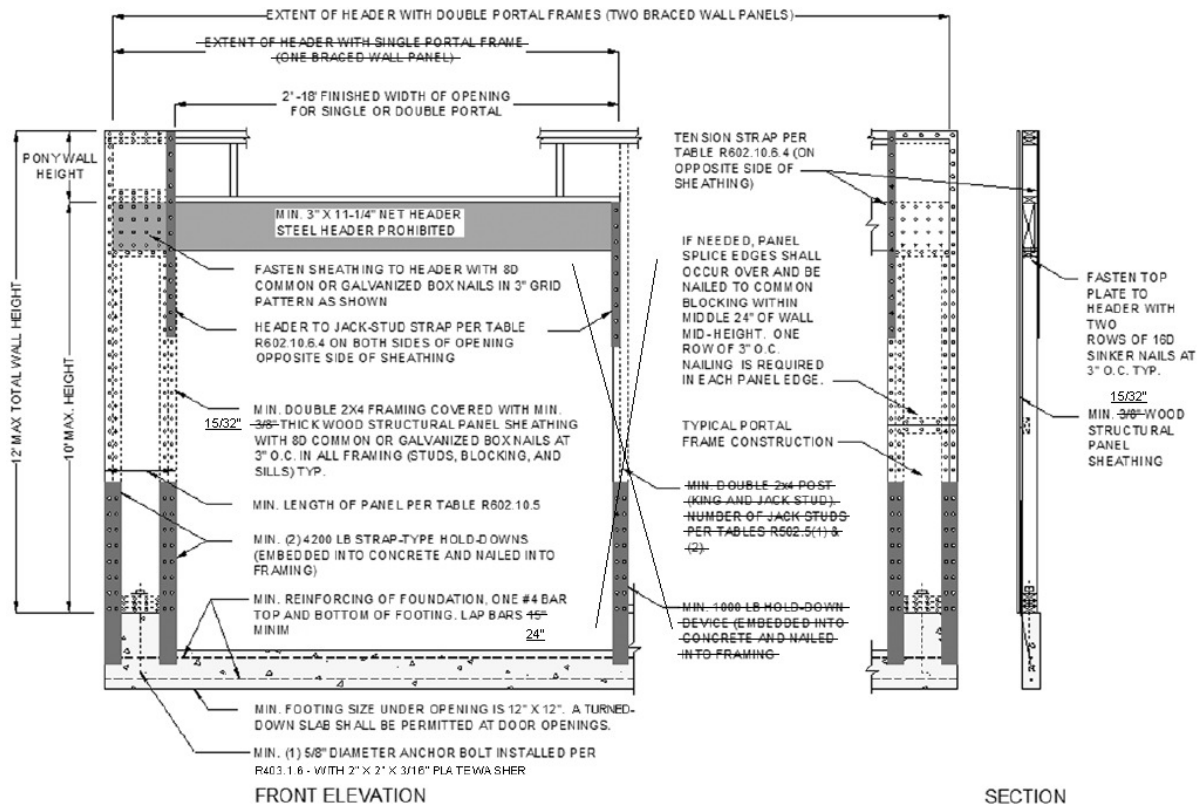 EXTENT OF HEADER WITH DOUBLE PORTAL FRAMES (TWO BRACED WALL PANELS)
EXTENT OF HEADER WITH SINGLE PORTAL FRAME
(ONE BRACED WALL PANEL)
2'-18' FINISHED WIDTH OF OPENING
FOR SINGLE OR DOUBLE PORTAL
PONY WALL
HEIGHT
12' MAX TOTAL WALL HEIGHT
10' MAX. HEIGHT
MIN. 3" X 11-1/4" NET HEADER
STEEL HEADER PROHIBITED
FASTEN SHEATHING TO HEADER WITH 8D
COMMON OR GALVANIZED BOX NAILS IN 3" GRID
PATTERN AS SHOWN
HEADER TO JACK-STUD STRAP PER TABLE
R602.10.6.4 ON BOTH SIDES OF OPENING
OPPOSITE SIDE OF SHEATHING
MIN. DOUBLE 2X4 FRAMING COVERED WITH MIN.
15/32" 3/8" THICK WOOD STRUCTURAL PANEL SHEATHING
WITH 8D COMMON OR GALVANIZED BOX NAILS AT
3" O.C. IN ALL FRAMING (STUDS, BLOCKING, AND
SILLS) TYP.
MIN. LENGTH OF PANEL PER TABLE R602.10.5
MIN. (2) 4200 LB STRAP-TYPE HOLD-DOWNS
(EMBEDDED INTO CONCRETE AND NAILED INTO
FRAMING)
MIN. REINFORCING OF FOUNDATION, ONE #4 BAR
TOP AND BOTTOM OF FOOTING. LAP BARS 15"
MINIM
24"
MIN. FOOTING SIZE UNDER OPENING IS 12" X 12". A TURNED-
DOWN SLAB SHALL BE PERMITTED AT DOOR OPENINGS.
MIN. (1) 5/8" DIAMETER ANCHOR BOLT INSTALLED PER
R403.1.6 - WITH 2" X 2" X 3/16" PLATEWASHER
FRONT ELEVATION
TENSION STRAP PER
TABLE R602.10.6.4 (ON
OPPOSITE SIDE OF
SHEATHING)
IF NEEDED, PANEL
SPLICE EDGES SHALL
OCCUR OVER AND BE
NAILED TO COMMON
BLOCKING WITHIN
MIDDLE 24" OF WALL
MID-HEIGHT. ONE
ROW OF 3" O.C.
NAILING IS REQUIRED
IN EACH PANEL EDGE.
TYPICAL PORTAL
FRAME CONSTRUCTION
MIN. DOUBLE 2x4 POST
(KING AND JACK STUD).
NUMBER OF JACK STUDS
PER TABLES R502.5(1) &
(2).
MIN. 1000 LB HOLD-DOWN
DEVICE (EMBEDDED INTO
CONCRETE AND NAILED
INTO FRAMING
FASTEN TOP
PLATE TO
HEADER WITH
TWO
ROWS OF 16D
SINKER NAILS AT
3" O.C. TYP.
15/32"
MIN. 3/8" WOOD
STRUCTURAL
PANEL
SHEATHING
SECTION